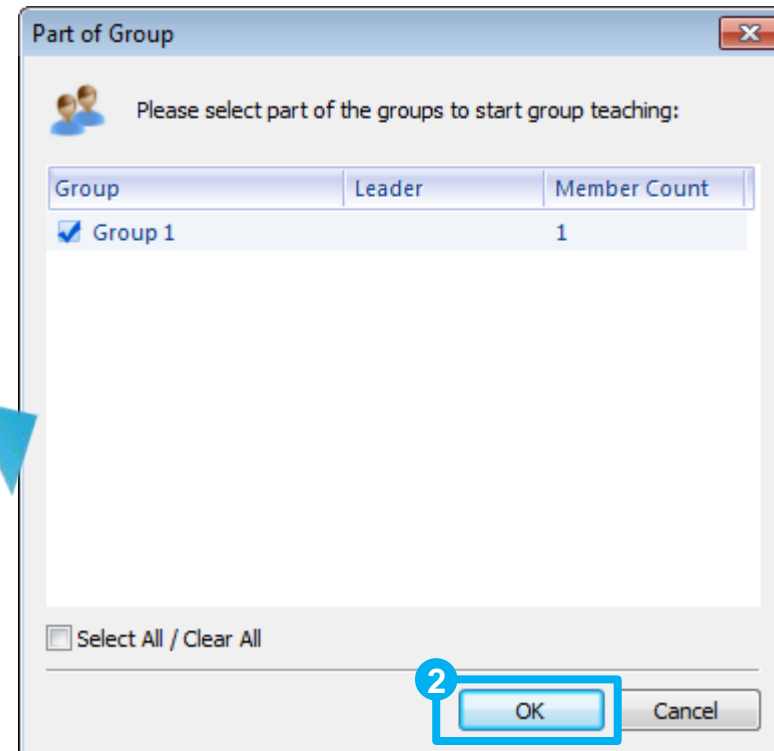 Part of Group
Please select part of the groups to start group teaching:
Group Leader Member Count
Group 1 1
Select All / Clear All
2
OK Cancel